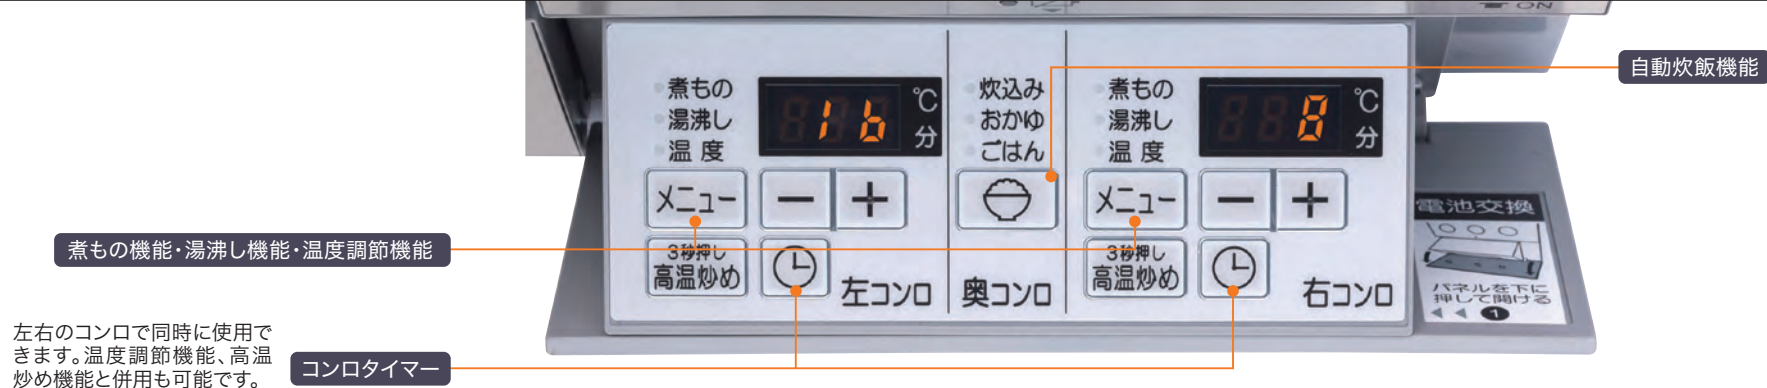 ON
自動炊飯機能
煮もの
湯沸し
温度
16
℃
分
炊込み
おかゆ
ごはん
煮もの
湯沸し
温度
8
℃
分
メニュー
－
＋
メニュー
－
＋
電池交換
煮もの機能・湯沸し機能・温度調節機能
3秒押し
高温炒め
左コンロ
奥コンロ
3秒押し
高温炒め
右コンロ
パネルを下に
押して開ける
1
左右のコンロで同時に使用で
きます。温度調節機能、高温
炒め機能と併用も可能です。
コンロタイマー